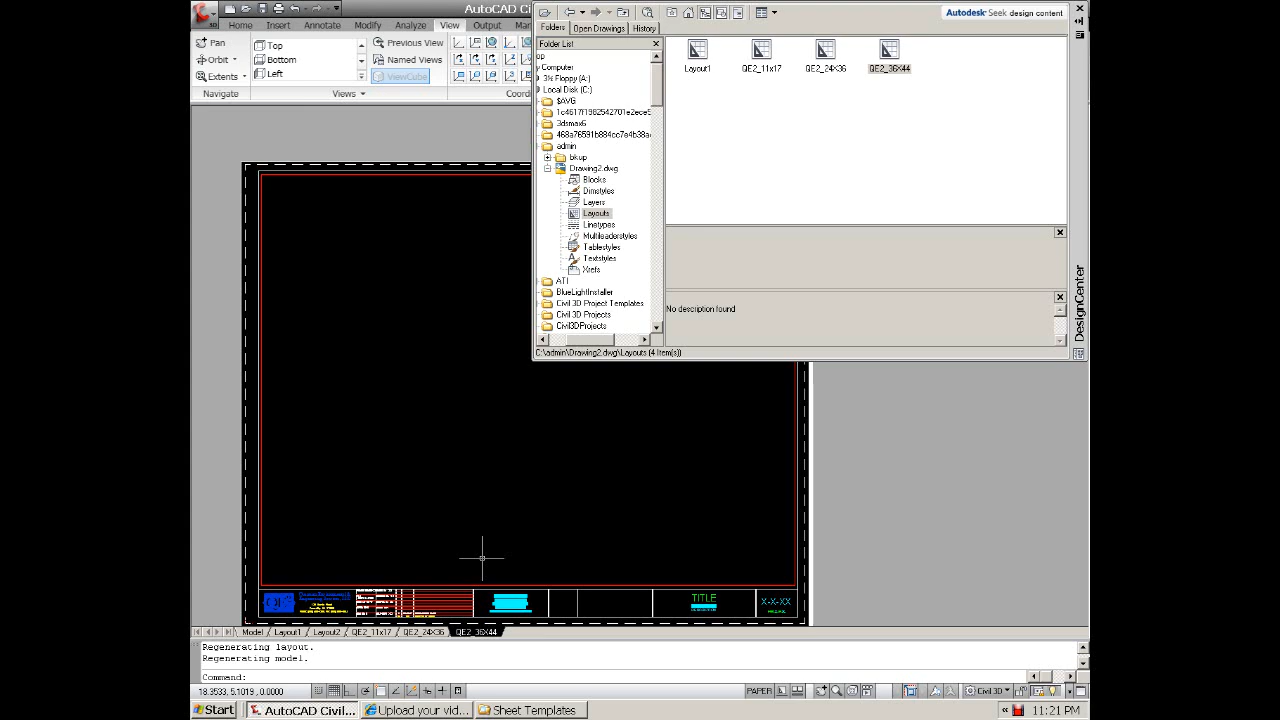 AutoCAD Civ
Autodesk Seek design content
Home Insert Annotate Modify View Analyze Output
Folders Open Drawings History
Pan
Orbit
Extents
Navigate
Top
Bottom
Left
Views
Previous View
Named Views
ViewCube
Coord
Folder List
Computer
3½ Floppy (A:)
Local Disk (C:)
$AVG
3dsmax6
admin
bkup
Drawing2.dwg
Blocks
Dimstyles
Layers
Layouts
Linetypes
Multileaderstyles
Tablestyles
Textstyles
Xrefs
ATI
BlueLightInstaller
Civil 3D Project Templates
Civil 3D Projects
Civil3DProjects
Layout1 QE2_11x17 QE2_24X36 QE2_36X44
No description found
C:\admin\Drawing2.dwg\Layouts (4 Item(s))
DesignCenter
TITLE
X-X-XX
Model Layout1 Layout2 QE2_11x17 QE2_24X36 QE2_36X44
Regenerating layout.
Regenerating model.
Command:
18.3533, 5.1019, 0.0000
PAPER
Civil 3D
Start AutoCAD Civil... Upload your vid... Sheet Templates
11:21 PM